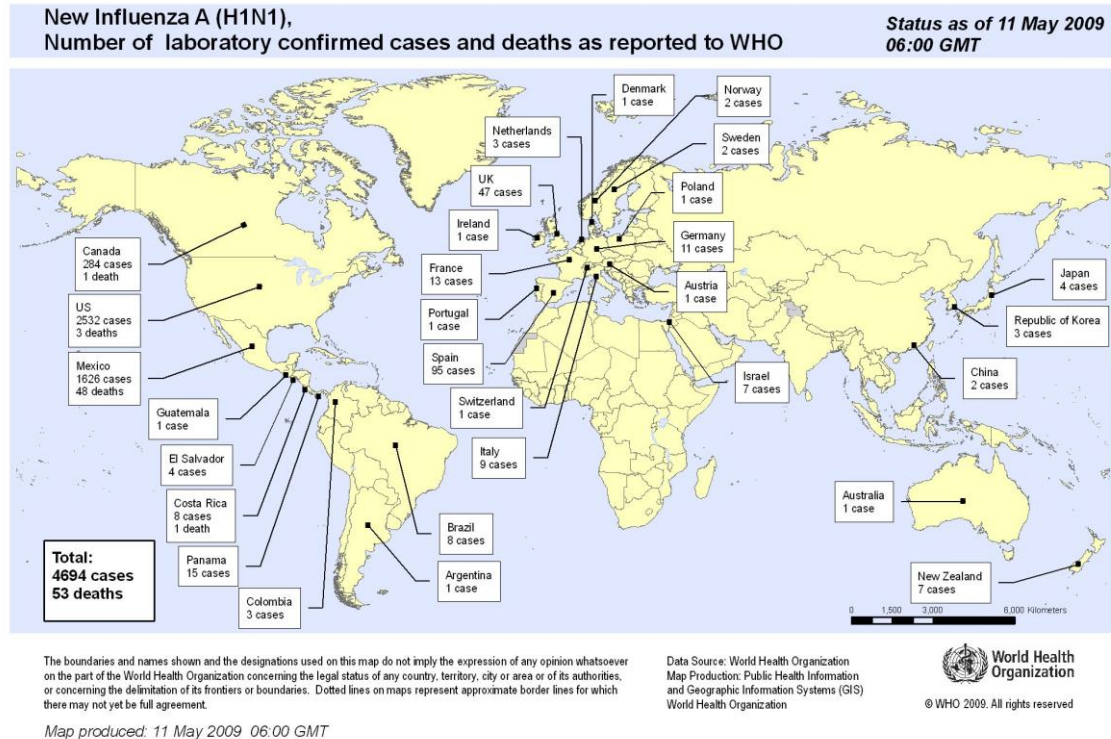 New Influenza A (H1N1),
Number of laboratory confirmed cases and deaths as reported to WHO
Status as of 11 May 2009
06:00 GMT
Denmark
1 case
Norway
2 cases
Netherlands
3 cases
Sweden
2 cases
UK
47 cases
Poland
1 case
Ireland
1 case
Germany
11 cases
Canada
284 cases
1 death
France
13 cases
Austria
1 case
Japan
4 cases
US
2532 cases
3 deaths
Portugal
1 case
Republic of Korea
3 cases
Mexico
1626 cases
48 deaths
Spain
95 cases
Israel
7 cases
China
2 cases
Switzerland
1 case
Guatemala
1 case
Italy
9 cases
El Salvador
4 cases
Costa Rica
8 cases
1 death
Australia
1 case
Brazil
8 cases
Panama
15 cases
Argentina
1 case
New Zealand
7 cases
Colombia
3 cases
Total:
4694 cases
53 deaths
0 1,500 3,000 6,000 Kilometers
The boundaries and names shown and the designations used on this map do not imply the expression of any opinion whatsoever
on the part of the World Health Organization concerning the legal status of any country, territory, city or area or of its authorities,
or concerning the delimitation of its frontiers or boundaries. Dotted lines on maps represent approximate border lines for which
there may not yet be full agreement.
Data Source: World Health Organization
Map Production: Public Health Information
and Geographic Information Systems (GIS)
World Health Organization
World Health
Organization
© WHO 2009. All rights reserved
Map produced: 11 May 2009 06:00 GMT